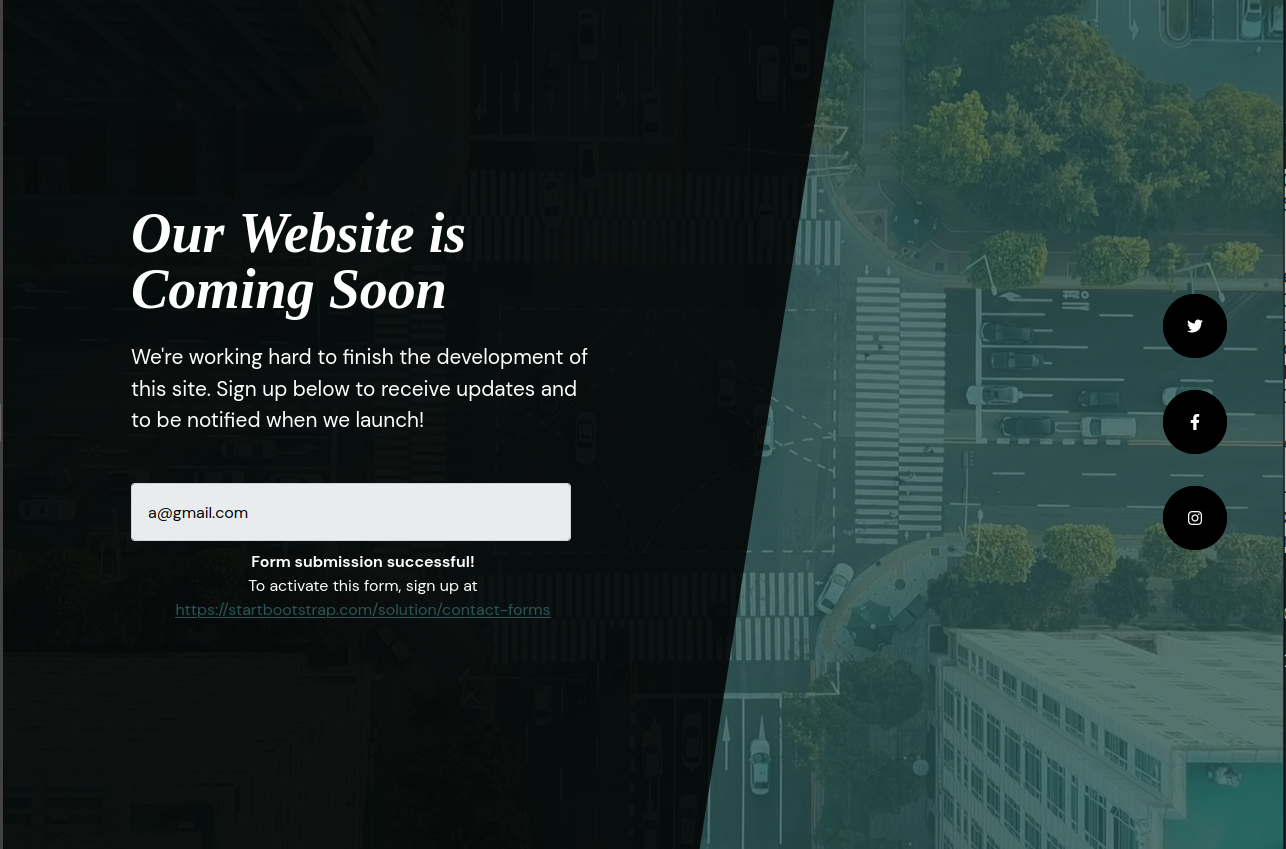 Our Website is
Coming Soon
We're working hard to finish the development of
this site. Sign up below to receive updates and
to be notified when we launch!
a@gmail.com
Form submission successful!
To activate this form, sign up at
https://startbootstrap.com/solution/contact-forms